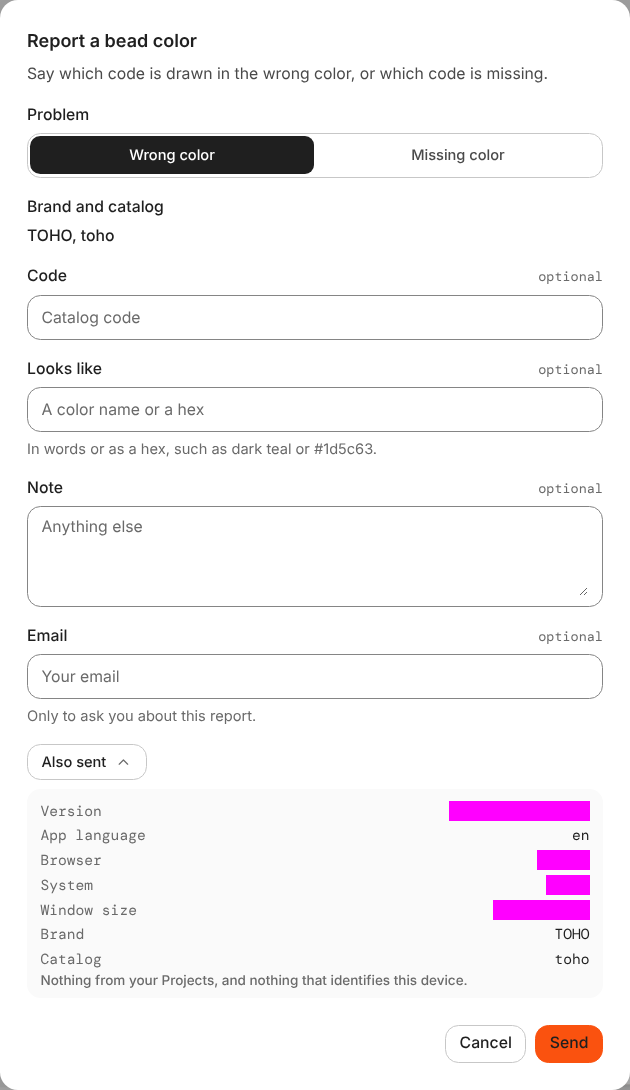 Report a bead color
Say which code is drawn in the wrong color, or which code is missing.
Problem
Wrong color
Missing color
Brand and catalog
TOHO, toho
Code optional
Catalog code
Looks like optional
A color name or a hex
In words or as a hex, such as dark teal or #1d5c63.
Note optional
Anything else
Email optional
Your email
Only to ask you about this report.
Also sent
Version
App language en
Browser
System
Window size
Brand TOHO
Catalog toho
Nothing from your Projects, and nothing that identifies this device.
Cancel Send